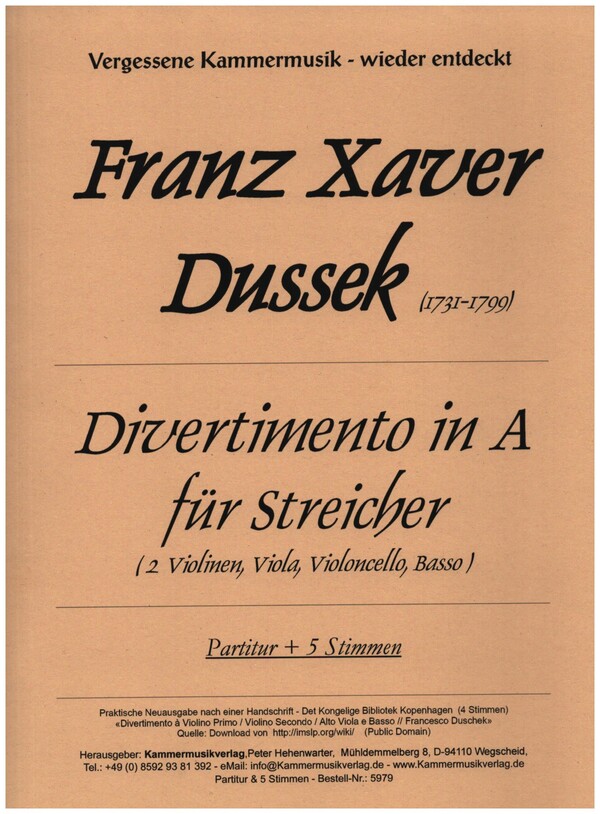 Vergessene Kammermusik - wieder entdeckt
Franz Xaver
Dussek (1731-1799)
Divertimento in A
für Streicher
( 2 Violinen, Viola, Violoncello, Basso )
Partitur + 5 Stimmen
Praktische Neuausgabe nach einer Handschrift - Det Kongelige Bibliotek Kopenhagen (4 Stimmen)
«Divertimento à Violino Primo / Violino Secondo / Alto Viola e Basso // Francesco Duschek»
Quelle: Download von http://imslp.org/wiki/ (Public Domain)
Herausgeber: Kammermusikverlag,Peter Hehenwarter, Mühldemmelberg 8, D-94110 Wegscheid,
Tel.: +49 (0) 8592 93 81 392 - eMail: info@Kammermusikverlag.de - www.Kammermusikverlag.de
Partitur & 5 Stimmen - Bestell-Nr.: 5979